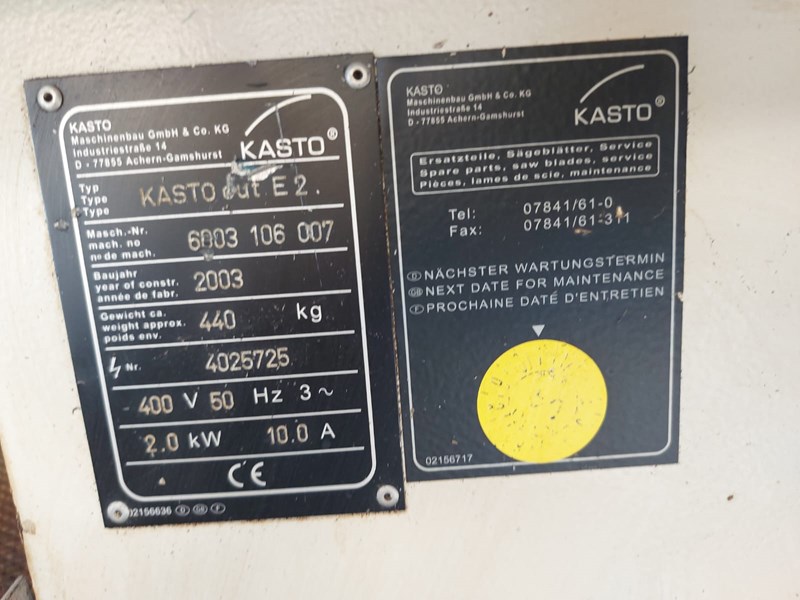 KASTO
Maschinenbau GmbH & Co. KG
Industriestraße 14
D - 77855 Achern-Gamshurst
KASTO®
Typ
Type
Type
KASTO cut E 2.
Masch.-Nr.
mach. no
nº de mach.
6003 106 007
Baujahr
year of constr.
année de fabr.
2003
Gewicht ca.
weight approx.
poids env.
440 kg
Nr. 4025725
400 V 50 Hz 3 ~
2.0 kW 10.0 A
CE
02156636 D GB F
KASTO
Maschinenbau GmbH & Co. KG
Industriestraße 14
D - 77855 Achern-Gamshurst
KASTO®
Ersatzteile, Sägeblätter, Service
Spare parts, saw blades, service
Pièces, lames de scie, maintenance
Tel: 07841/61-0
Fax: 07841/61-311
D NÄCHSTER WARTUNGSTERMIN
GB NEXT DATE FOR MAINTENANCE
F PROCHAINE DATE D'ENTRETIEN
02156717